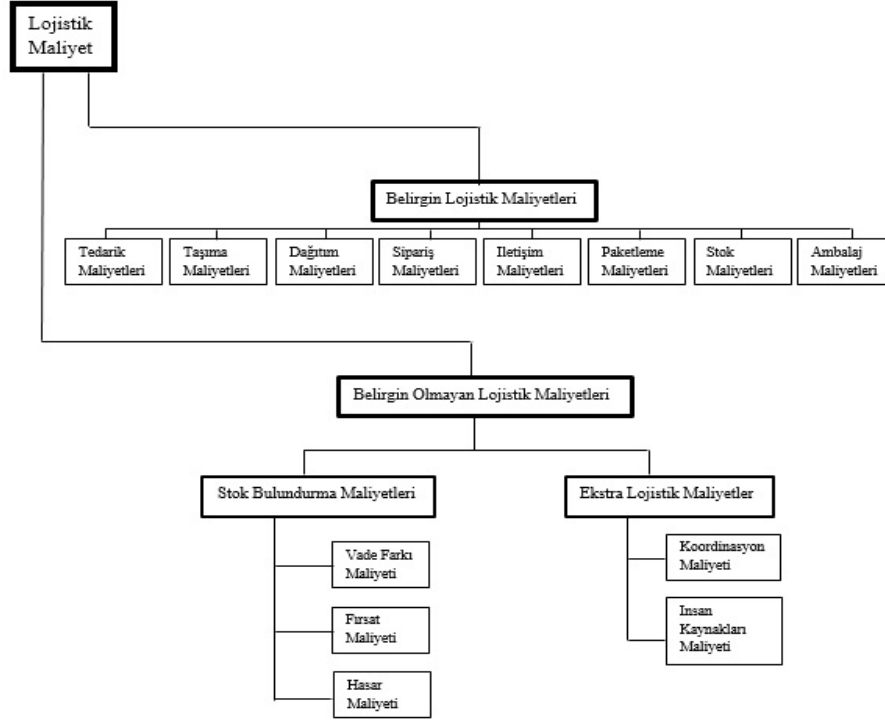 Lojistik
Maliyet
Belirgin Lojistik Maliyetleri
Tedarik
Maliyetleri
Taşıma
Maliyetleri
Dağıtım
Maliyetleri
Sipariş
Maliyetleri
Iletişim
Maliyetleri
Paketleme
Maliyetleri
Stok
Maliyetleri
Ambalaj
Maliyetleri
Belirgin Olmayan Lojistik Maliyetleri
Stok Bulundurma Maliyetleri
Ekstra Lojistik Maliyetler
Vade Farkı
Maliyeti
Fırsat
Maliyeti
Hasar
Maliyeti
Koordinasyon
Maliyeti
Insan
Kaynakları
Maliyeti